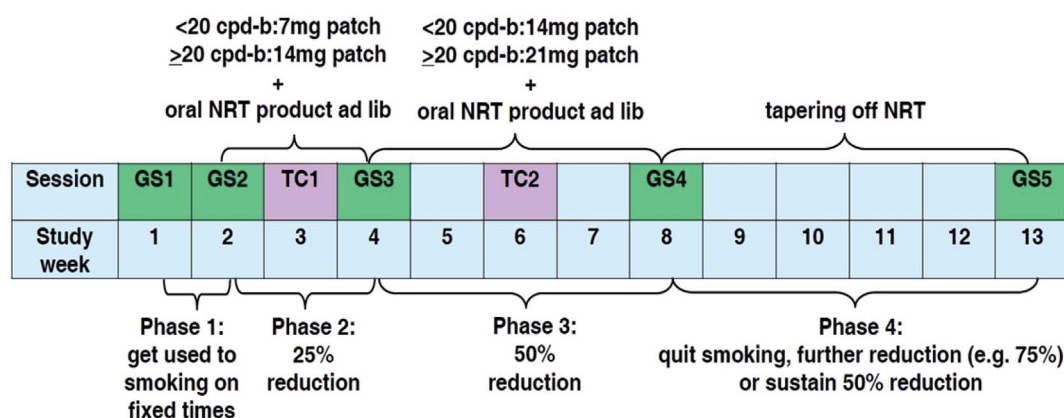 <20 cpd-b:7mg patch
≥20 cpd-b:14mg patch
+
oral NRT product ad lib
<20 cpd-b:14mg patch
≥20 cpd-b:21mg patch
+
oral NRT product ad lib
tapering off NRT
Session GS1 GS2 TC1 GS3 TC2 GS4 GS5
Study week 1 2 3 4 5 6 7 8 9 10 11 12 13
Phase 1:
get used to
smoking on
fixed times
Phase 2:
25%
reduction
Phase 3:
50%
reduction
Phase 4:
quit smoking, further reduction (e.g. 75%)
or sustain 50% reduction